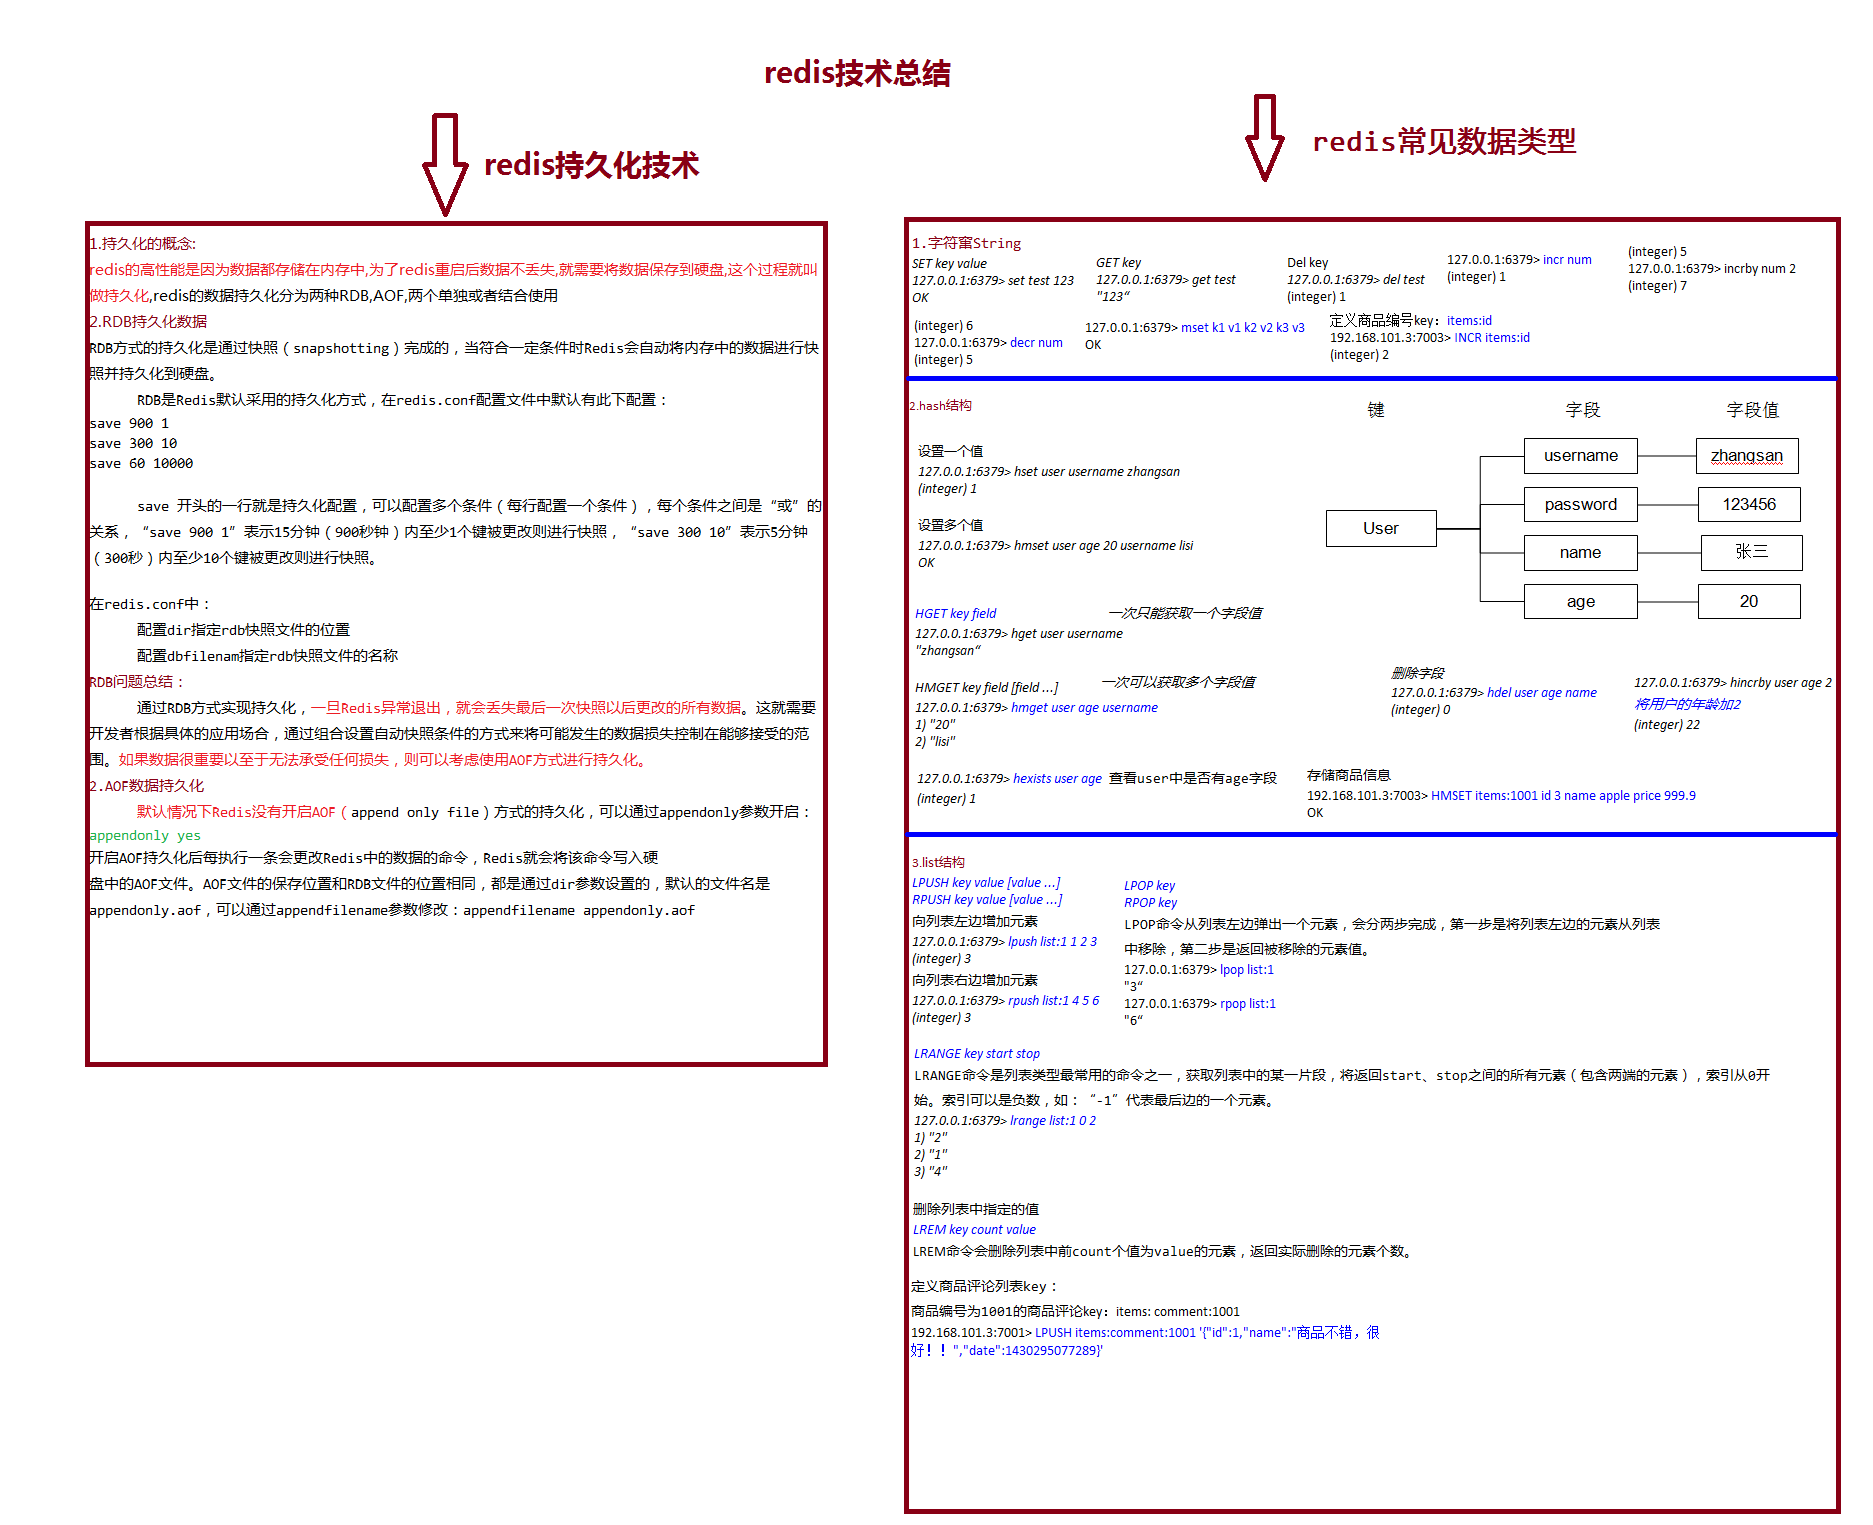 redis技术总结
redis持久化技术
1.持久化的概念:
redis的高性能是因为数据都存储在内存中,为了redis重启后数据不丢失,就需要将数据保存到硬盘,这个过程就叫
做持久化,redis的数据持久化分为两种RDB,AOF,两个单独或者结合使用
2.RDB持久化数据
RDB方式的持久化是通过快照（snapshotting）完成的，当符合一定条件时Redis会自动将内存中的数据进行快
照并持久化到硬盘。
RDB是Redis默认采用的持久化方式，在redis.conf配置文件中默认有此下配置：
save 900 1
save 300 10
save 60 10000
save 开头的一行就是持久化配置，可以配置多个条件（每行配置一个条件），每个条件之间是“或”的
关系，“save 900 1”表示15分钟（900秒钟）内至少1个键被更改则进行快照，“save 300 10”表示5分钟
（300秒）内至少10个键被更改则进行快照。
在redis.conf中：
配置dir指定rdb快照文件的位置
配置dbfilenam指定rdb快照文件的名称
RDB问题总结：
通过RDB方式实现持久化，一旦Redis异常退出，就会丢失最后一次快照以后更改的所有数据。这就需要
开发者根据具体的应用场合，通过组合设置自动快照条件的方式来将可能发生的数据损失控制在能够接受的范
围。如果数据很重要以至于无法承受任何损失，则可以考虑使用AOF方式进行持久化。
2.AOF数据持久化
默认情况下Redis没有开启AOF（append only file）方式的持久化，可以通过appendonly参数开启：
appendonly yes
开启AOF持久化后每执行一条会更改Redis中的数据的命令，Redis就会将该命令写入硬
盘中的AOF文件。AOF文件的保存位置和RDB文件的位置相同，都是通过dir参数设置的，默认的文件名是
appendonly.aof，可以通过appendfilename参数修改：appendfilename appendonly.aof
redis常见数据类型
1.字符窜String
SET key value
127.0.0.1:6379> set test 123
OK
GET key
127.0.0.1:6379> get test
"123“
Del key
127.0.0.1:6379> del test
(integer) 1
127.0.0.1:6379> incr num
(integer) 1
(integer) 5
127.0.0.1:6379> incrby num 2
(integer) 7
(integer) 6
127.0.0.1:6379> decr num
(integer) 5
127.0.0.1:6379> mset k1 v1 k2 v2 k3 v3
OK
定义商品编号key：items:id
192.168.101.3:7003> INCR items:id
(integer) 2
2.hash结构
设置一个值
127.0.0.1:6379> hset user username zhangsan
(integer) 1
设置多个值
127.0.0.1:6379> hmset user age 20 username lisi
OK
键 字段 字段值
username zhangsan
password 123456
User
name 张三
age 20
HGET key field 一次只能获取一个字段值
127.0.0.1:6379> hget user username
"zhangsan“
HMGET key field [field ...] 一次可以获取多个字段值
127.0.0.1:6379> hmget user age username
1) "20"
2) "lisi"
删除字段
127.0.0.1:6379> hdel user age name
(integer) 0
127.0.0.1:6379> hincrby user age 2
将用户的年龄加2
(integer) 22
127.0.0.1:6379> hexists user age 查看user中是否有age字段
(integer) 1
存储商品信息
192.168.101.3:7003> HMSET items:1001 id 3 name apple price 999.9
OK
3.list结构
LPUSH key value [value ...]
RPUSH key value [value ...]
向列表左边增加元素
127.0.0.1:6379> lpush list:1 1 2 3
(integer) 3
向列表右边增加元素
127.0.0.1:6379> rpush list:1 4 5 6
(integer) 3
LPOP key
RPOP key
LPOP命令从列表左边弹出一个元素，会分两步完成，第一步是将列表左边的元素从列表
中移除，第二步是返回被移除的元素值。
127.0.0.1:6379> lpop list:1
"3“
127.0.0.1:6379> rpop list:1
"6“
LRANGE key start stop
LRANGE命令是列表类型最常用的命令之一，获取列表中的某一片段，将返回start、stop之间的所有元素（包含两端的元素），索引从0开
始。索引可以是负数，如：“-1”代表最后边的一个元素。
127.0.0.1:6379> lrange list:1 0 2
1) "2"
2) "1"
3) "4"
删除列表中指定的值
LREM key count value
LREM命令会删除列表中前count个值为value的元素，返回实际删除的元素个数。
定义商品评论列表key：
商品编号为1001的商品评论key：items: comment:1001
192.168.101.3:7001> LPUSH items:comment:1001 '{"id":1,"name":"商品不错，很
好！！","date":1430295077289}'